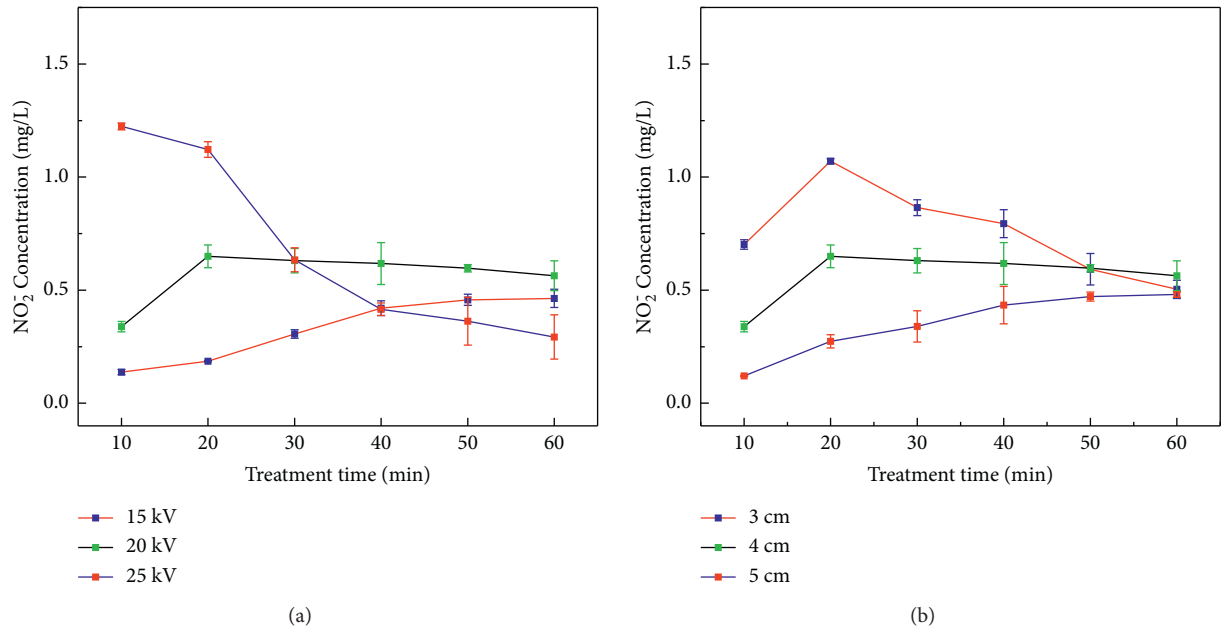 1.5
1.0
0.5
0.0
NO₂⁻ Concentration (mg/L)
10 20 30 40 50 60
Treatment time (min)
15 kV
20 kV
25 kV
(a)
1.5
1.0
0.5
0.0
NO₂⁻ Concentration (mg/L)
10 20 30 40 50 60
Treatment time (min)
3 cm
4 cm
5 cm
(b)